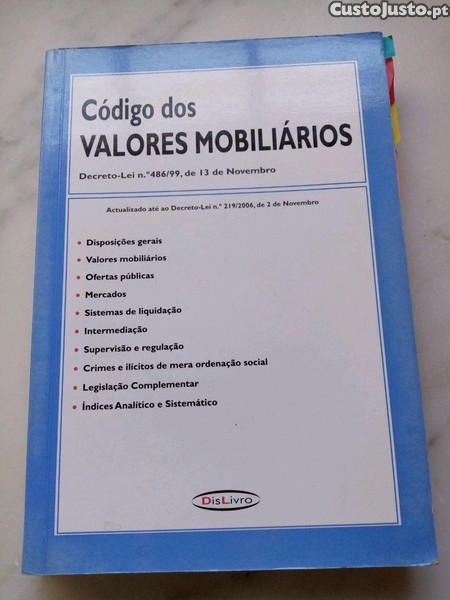 CustoJusto.pt
Código dos
VALORES MOBILIÁRIOS
Decreto-Lei n.º486/99, de 13 de Novembro
Actualizado até ao Decreto-Lei n.º 219/2006, de 2 de Novembro
• Disposições gerais
• Valores mobiliários
• Ofertas públicas
• Mercados
• Sistemas de liquidação
• Intermediação
• Supervisão e regulação
• Crimes e ilícitos de mera ordenação social
• Legislação Complementar
• Índices Analítico e Sistemático
DisLivro